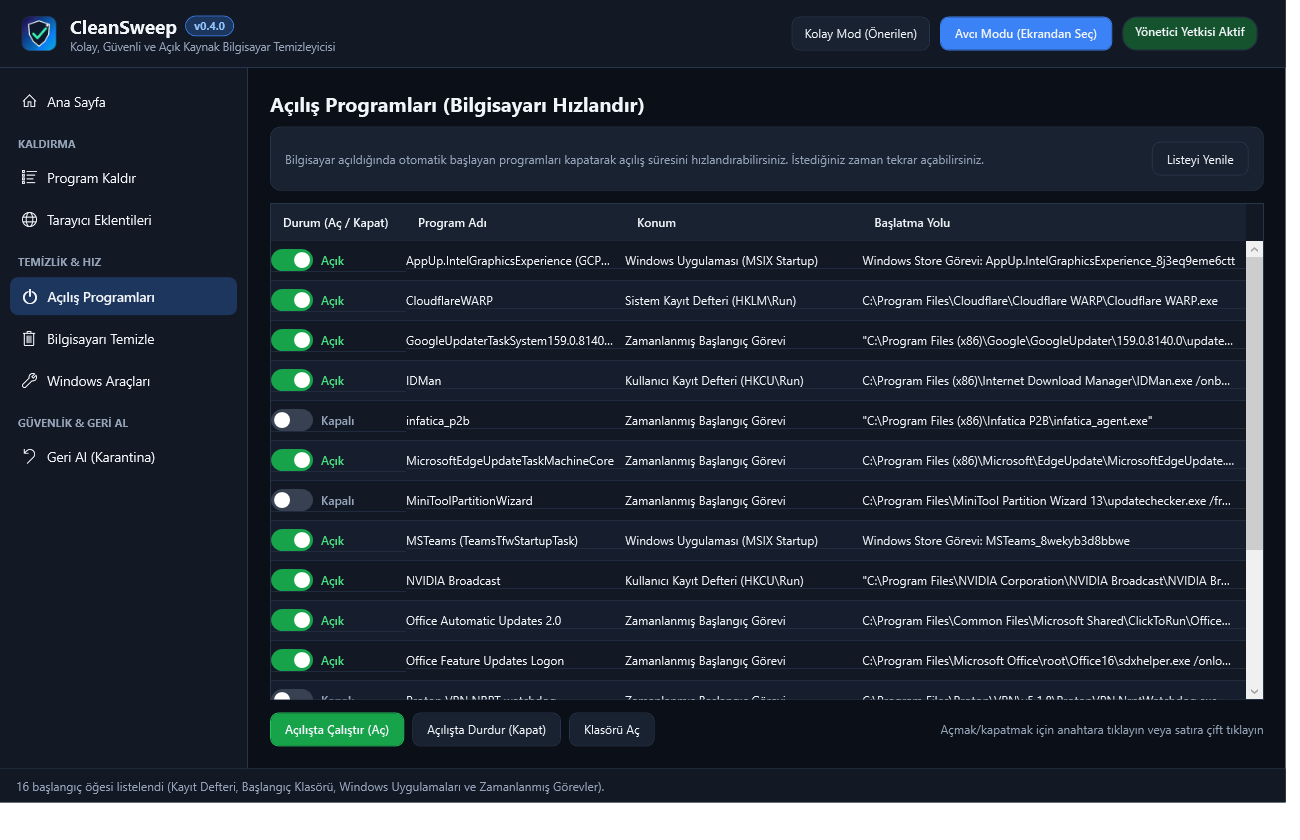 CleanSweep v0.4.0
Kolay, Güvenli ve Açık Kaynak Bilgisayar Temizleyicisi
Kolay Mod (Önerilen)
Avcı Modu (Ekrandan Seç)
Yönetici Yetkisi Aktif
Ana Sayfa
KALDIRMA
Program Kaldır
Tarayıcı Eklentileri
TEMİZLİK & HIZ
Açılış Programları
Bilgisayarı Temizle
Windows Araçları
GÜVENLİK & GERİ AL
Geri Al (Karantina)
Açılış Programları (Bilgisayarı Hızlandır)
Bilgisayar açıldığında otomatik başlayan programları kapatarak açılış süresini hızlandırabilirsiniz. İstediğiniz zaman tekrar açabilirsiniz.
Listeyi Yenile
Durum (Aç / Kapat) Program Adı Konum Başlatma Yolu
Açık AppUp.IntelGraphicsExperience (GCP... Windows Uygulaması (MSIX Startup) Windows Store Görevi: AppUp.IntelGraphicsExperience_8j3eq9eme6ctt
Açık CloudflareWARP Sistem Kayıt Defteri (HKLM\Run) C:\Program Files\Cloudflare\Cloudflare WARP\Cloudflare WARP.exe
Açık GoogleUpdaterTaskSystem159.0.8140... Zamanlanmış Başlangıç Görevi "C:\Program Files (x86)\Google\GoogleUpdater\159.0.8140.0\update...
Açık IDMan Kullanıcı Kayıt Defteri (HKCU\Run) C:\Program Files (x86)\Internet Download Manager\IDMan.exe /onb...
Kapalı infatica_p2b Zamanlanmış Başlangıç Görevi "C:\Program Files (x86)\Infatica P2B\infatica_agent.exe"
Açık MicrosoftEdgeUpdateTaskMachineCore Zamanlanmış Başlangıç Görevi C:\Program Files (x86)\Microsoft\EdgeUpdate\MicrosoftEdgeUpdate....
Kapalı MiniToolPartitionWizard Zamanlanmış Başlangıç Görevi C:\Program Files\MiniTool Partition Wizard 13\updatechecker.exe /fr...
Açık MSTeams (TeamsTfwStartupTask) Windows Uygulaması (MSIX Startup) Windows Store Görevi: MSTeams_8wekyb3d8bbwe
Açık NVIDIA Broadcast Kullanıcı Kayıt Defteri (HKCU\Run) "C:\Program Files\NVIDIA Corporation\NVIDIA Broadcast\NVIDIA Br...
Açık Office Automatic Updates 2.0 Zamanlanmış Başlangıç Görevi C:\Program Files\Common Files\Microsoft Shared\ClickToRun\Office...
Açık Office Feature Updates Logon Zamanlanmış Başlangıç Görevi C:\Program Files\Microsoft Office\root\Office16\sdxhelper.exe /onlo...
Kapalı Proton VPN NRPT watchdog Zamanlanmış Başlangıç Görevi
Açılışta Çalıştır (Aç)
Açılışta Durdur (Kapat)
Klasörü Aç
Açmak/kapatmak için anahtara tıklayın veya satıra çift tıklayın
16 başlangıç öğesi listelendi (Kayıt Defteri, Başlangıç Klasörü, Windows Uygulamaları ve Zamanlanmış Görevler).